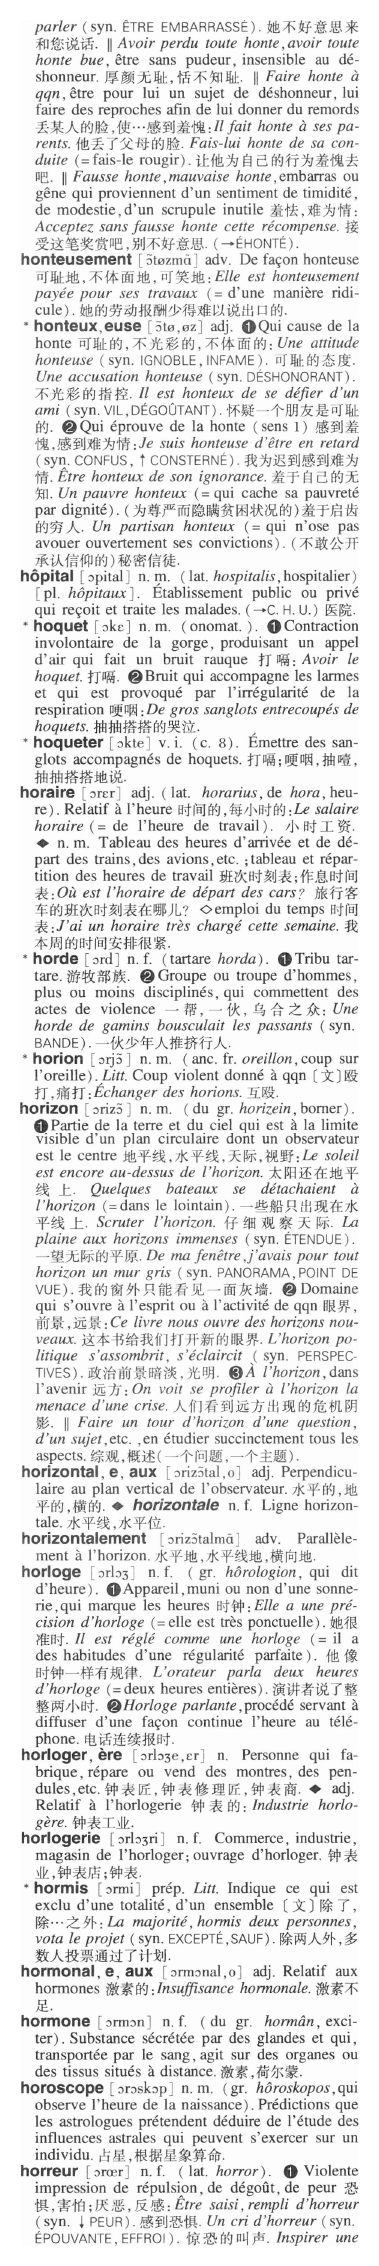 parler (syn. ÊTRE EMBARRASSÉ). 她不好意思来
和您说话. ‖ Avoir perdu toute honte, avoir toute
honte bue, être sans pudeur, insensible au dé-
shonneur. 厚颜无耻,恬不知耻. ‖ Faire honte à
qqn, être pour lui un sujet de déshonneur, lui
faire des reproches afin de lui donner du remords
丢某人的脸,使…感到羞愧: Il fait honte à ses pa-
rents. 他丢了父母的脸. Fais-lui honte de sa con-
duite (= fais-le rougir). 让他为自己的行为羞愧去
吧. ‖ Fausse honte, mauvaise honte, embarras ou
gêne qui proviennent d'un sentiment de timidité,
de modestie, d'un scrupule inutile 羞怯,难为情:
Acceptez sans fausse honte cette récompense. 接
受这笔奖赏吧,别不好意思. (→ÉHONTÉ).
honteusement [ɔ̃tøzmɑ̃] adv. De façon honteuse
可耻地,不体面地,可笑地: Elle est honteusement
payée pour ses travaux (= d'une manière ridi-
cule). 她的劳动报酬少得难以说出口的.
* honteux, euse [ɔ̃tø, øz] adj. ❶Qui cause de la
honte 可耻的,不光彩的,不体面的: Une attitude
honteuse (syn. IGNOBLE, INFAME). 可耻的态度.
Une accusation honteuse (syn. DÉSHONORANT).
不光彩的指控. Il est honteux de se défier d'un
ami (syn. VIL, DÉGOÛTANT). 怀疑一个朋友是可耻
的. ❷Qui éprouve de la honte (sens 1) 感到羞
愧,感到难为情: Je suis honteuse d'être en retard
(syn. CONFUS, ↑ CONSTERNÉ). 我为迟到感到难为
情. Être honteux de son ignorance. 羞于自己的无
知. Un pauvre honteux (= qui cache sa pauvreté
par dignité). (为尊严而隐瞒贫困状况的)羞于启齿
的穷人. Un partisan honteux (= qui n'ose pas
avouer ouvertement ses convictions). (不敢公开
承认信仰的)秘密信徒.
hôpital [ɔpital] n. m. (lat. hospitalis, hospitalier)
[pl. hôpitaux]. Établissement public ou privé
qui reçoit et traite les malades. (→C. H. U.) 医院.
* hoquet [ɔkɛ] n. m. (onomat.). ❶Contraction
involontaire de la gorge, produisant un appel
d'air qui fait un bruit rauque 打嗝: Avoir le
hoquet. 打嗝. ❷Bruit qui accompagne les larmes
et qui est provoqué par l'irrégularité de la
respiration 哽咽: De gros sanglots entrecoupés de
hoquets. 抽抽搭搭的哭泣.
* hoqueter [ɔkte] v. i. (c. 8). Émettre des san-
glots accompagnés de hoquets. 打嗝;哽咽,抽噎,
抽抽搭搭地说.
horaire [ɔrɛr] adj. (lat. horarius, de hora, heu-
re). Relatif à l'heure 时间的,每小时的: Le salaire
horaire (= de l'heure de travail). 小时工资.
◆ n. m. Tableau des heures d'arrivée et de dé-
part des trains, des avions, etc. ; tableau et répar-
tition des heures de travail 班次时刻表;作息时间
表: Où est l'horaire de départ des cars? 旅行客
车的班次时刻表在哪儿? ◇emploi du temps 时间
表: J'ai un horaire très chargé cette semaine. 我
本周的时间安排很紧.
* horde [ɔrd] n. f. (tartare horda). ❶Tribu tar-
tare. 游牧部族. ❷Groupe ou troupe d'hommes,
plus ou moins disciplinés, qui commettent des
actes de violence 一帮,一伙,乌合之众: Une
horde de gamins bousculait les passants (syn.
BANDE). 一伙少年人推挤行人.
* horion [ɔrjɔ̃] n. m. (anc. fr. oreillon, coup sur
l'oreille). Litt. Coup violent donné à qqn〔文〕殴
打,痛打: Échanger des horions. 互殴.
horizon [ɔrizɔ̃] n. m. (du gr. horizein, borner).
❶Partie de la terre et du ciel qui est à la limite
visible d'un plan circulaire dont un observateur
est le centre 地平线,水平线,天际,视野: Le soleil
est encore au-dessus de l'horizon. 太阳还在地平
线上. Quelques bateaux se détachaient à
l'horizon (= dans le lointain). 一些船只出现在水
平线上. Scruter l'horizon. 仔细观察天际. La
plaine aux horizons immenses (syn. ÉTENDUE).
一望无际的平原. De ma fenêtre, j'avais pour tout
horizon un mur gris (syn. PANORAMA, POINT DE
VUE). 我的窗外只能看见一面灰墙. ❷ Domaine
qui s'ouvre à l'esprit ou à l'activité de qqn 眼界,
前景,远景: Ce livre nous ouvre des horizons nou-
veaux. 这本书给我们打开新的眼界. L'horizon po-
litique s'assombrit, s'éclaircit ( syn. PERSPEC-
TIVES). 政治前景暗淡,光明. ❸À l'horizon, dans
l'avenir 远方: On voit se profiler à l'horizon la
menace d'une crise. 人们看到远方出现的危机阴
影. ‖ Faire un tour d'horizon d'une question,
d'un sujet, etc. , en étudier succinctement tous les
aspects. 综观,概述(一个问题,一个主题).
horizontal, e, aux [ɔrizɔ̃tal, o] adj. Perpendicu-
laire au plan vertical de l'observateur. 水平的,地
平的,横的. ◆ horizontale n. f. Ligne horizon-
tale. 水平线,水平位.
horizontalement [ɔrizɔ̃talmɑ̃] adv. Parallèle-
ment à l'horizon. 水平地,水平线地,横向地.
horloge [ɔrlɔʒ] n. f. ( gr. hôrologion, qui dit
d'heure). ❶Appareil, muni ou non d'une sonne-
rie, qui marque les heures 时钟: Elle a une pré-
cision d'horloge (= elle est très ponctuelle). 她很
准时. Il est réglé comme une horloge (= il a
des habitudes d'une régularité parfaite). 他像
时钟一样有规律. L'orateur parla deux heures
d'horloge (= deux heures entières). 演讲者说了整
整两小时. ❷Horloge parlante, procédé servant à
diffuser d'une façon continue l'heure au télé-
phone. 电话连续报时.
horloger, ère [ɔrlɔʒe, ɛr] n. Personne qui fa-
brique, répare ou vend des montres, des pen-
dules, etc. 钟表匠,钟表修理匠,钟表商. ◆ adj.
Relatif à l'horlogerie 钟表的: Industrie horlo-
gère. 钟表工业.
horlogerie [ɔrlɔʒri] n. f. Commerce, industrie,
magasin de l'horloger; ouvrage d'horloger. 钟表
业,钟表店;钟表.
* hormis [ɔrmi] prép. Litt. Indique ce qui est
exclu d'une totalité, d'un ensemble〔文〕除了,
除…之外: La majorité, hormis deux personnes,
vota le projet (syn. EXCEPTÉ, SAUF). 除两人外,多
数人投票通过了计划.
hormonal, e, aux [ɔrmɔnal, o] adj. Relatif aux
hormones 激素的: Insuffisance hormonale. 激素不
足.
hormone [ɔrmɔn] n. f. (du gr. hormân, exci-
ter). Substance sécrétée par des glandes et qui,
transportée par le sang, agit sur des organes ou
des tissus situés à distance. 激素,荷尔蒙.
horoscope [ɔrɔskɔp] n. m. (gr. hôroskopos, qui
observe l'heure de la naissance). Prédictions que
les astrologues prétendent déduire de l'étude des
influences astrales qui peuvent s'exercer sur un
individu. 占星,根据星象算命.
horreur [ɔrœr] n. f. (lat. horror). ❶ Violente
impression de répulsion, de dégoût, de peur 恐
惧,害怕;厌恶,反感: Être saisi, rempli d'horreur
(syn. ↓ PEUR). 感到恐惧. Un cri d'horreur (syn.
ÉPOUVANTE, EFFROI). 惊恐的叫声. Inspirer une